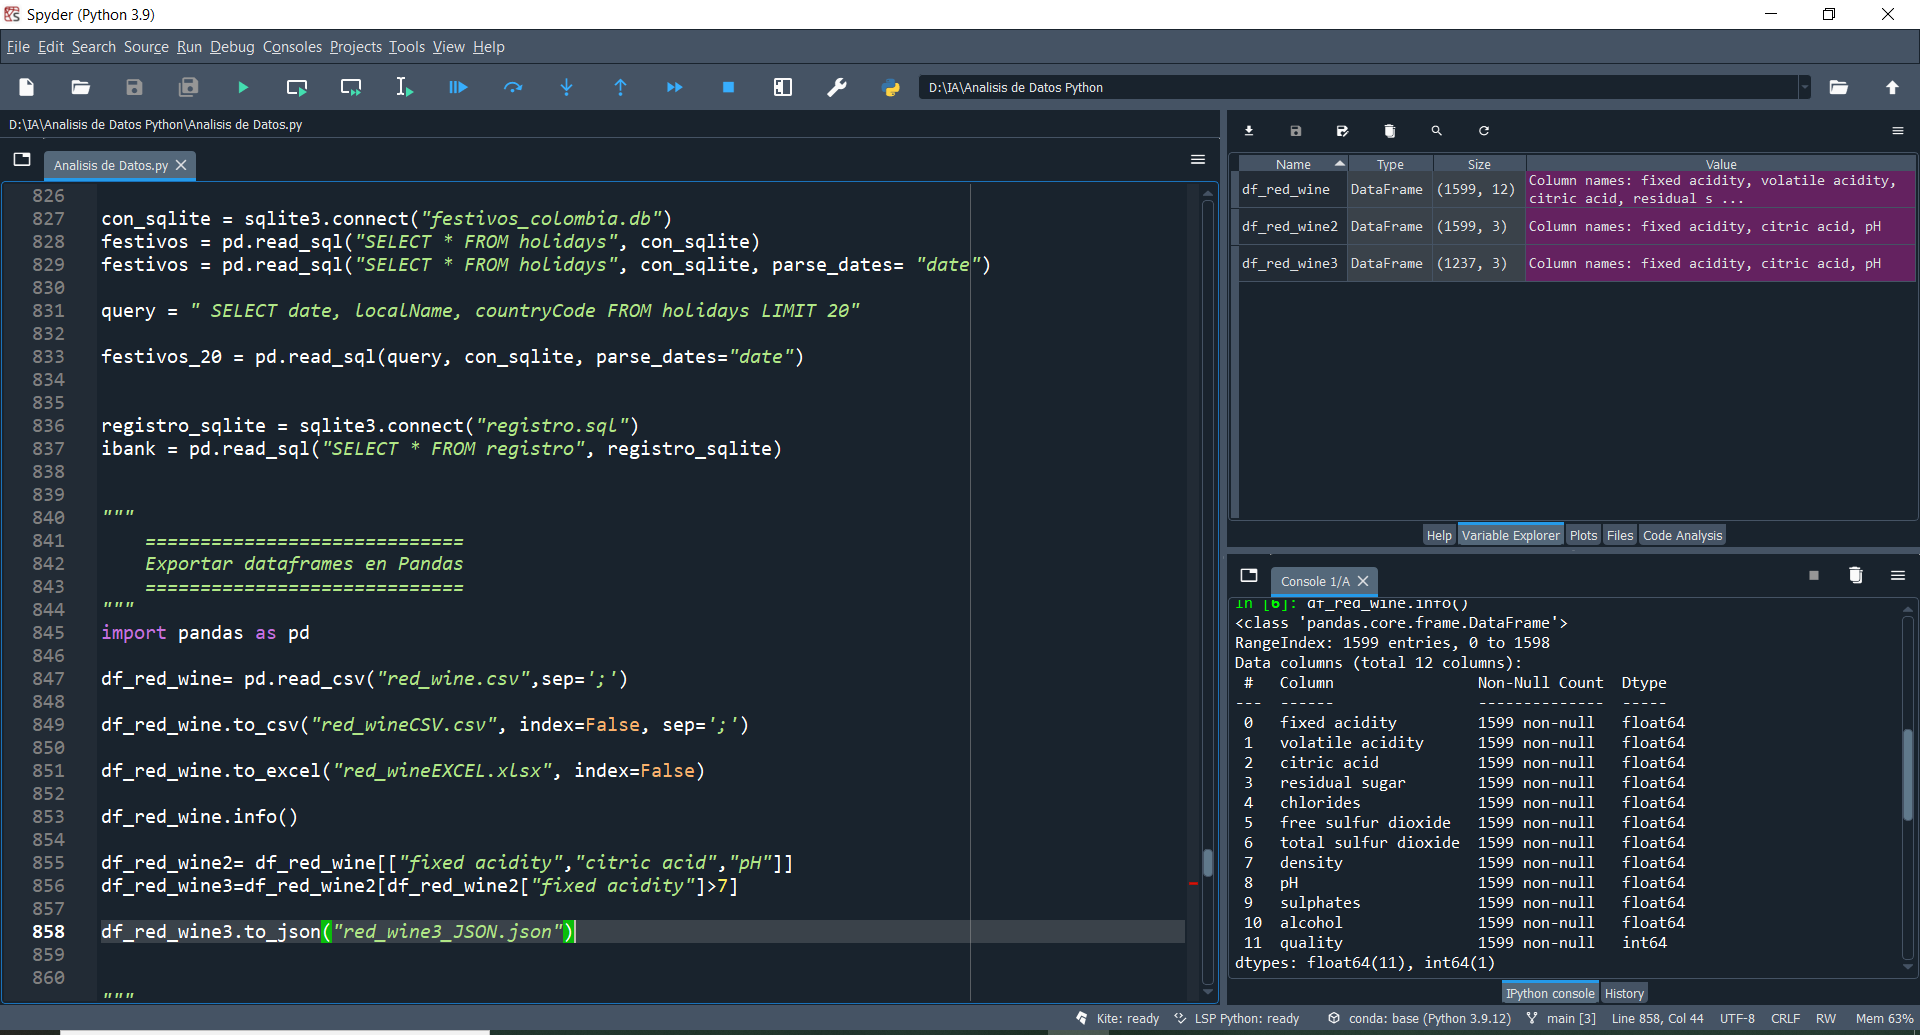 Spyder (Python 3.9)
File Edit Search Source Run Debug Consoles Projects Tools View Help
D:\IA\Analisis de Datos Python
D:\IA\Analisis de Datos Python\Analisis de Datos.py
Analisis de Datos.py
826
827 con_sqlite = sqlite3.connect("festivos_colombia.db")
828 festivos = pd.read_sql("SELECT * FROM holidays", con_sqlite)
829 festivos = pd.read_sql("SELECT * FROM holidays", con_sqlite, parse_dates= "date")
830
831 query = " SELECT date, localName, countryCode FROM holidays LIMIT 20"
832
833 festivos_20 = pd.read_sql(query, con_sqlite, parse_dates="date")
834
835
836 registro_sqlite = sqlite3.connect("registro.sql")
837 ibank = pd.read_sql("SELECT * FROM registro", registro_sqlite)
838
839
840 """
841 =============================
842 Exportar dataframes en Pandas
843 =============================
844 """
845 import pandas as pd
846
847 df_red_wine= pd.read_csv("red_wine.csv",sep=';')
848
849 df_red_wine.to_csv("red_wineCSV.csv", index=False, sep=';')
850
851 df_red_wine.to_excel("red_wineEXCEL.xlsx", index=False)
852
853 df_red_wine.info()
854
855 df_red_wine2= df_red_wine[["fixed acidity","citric acid","pH"]]
856 df_red_wine3=df_red_wine2[df_red_wine2["fixed acidity"]>7]
857
858 df_red_wine3.to_json("red_wine3_JSON.json")
859
860
"""
Name Type Size Value
df_red_wine DataFrame (1599, 12) Column names: fixed acidity, volatile acidity,
citric acid, residual s ...
df_red_wine2 DataFrame (1599, 3) Column names: fixed acidity, citric acid, pH
df_red_wine3 DataFrame (1237, 3) Column names: fixed acidity, citric acid, pH
Help Variable Explorer Plots Files Code Analysis
Console 1/A
In [6]: df_red_wine.info()
<class 'pandas.core.frame.DataFrame'>
RangeIndex: 1599 entries, 0 to 1598
Data columns (total 12 columns):
# Column Non-Null Count Dtype
--- ------ -------------- -----
0 fixed acidity 1599 non-null float64
1 volatile acidity 1599 non-null float64
2 citric acid 1599 non-null float64
3 residual sugar 1599 non-null float64
4 chlorides 1599 non-null float64
5 free sulfur dioxide 1599 non-null float64
6 total sulfur dioxide 1599 non-null float64
7 density 1599 non-null float64
8 pH 1599 non-null float64
9 sulphates 1599 non-null float64
10 alcohol 1599 non-null float64
11 quality 1599 non-null int64
dtypes: float64(11), int64(1)
IPython console History
Kite: ready LSP Python: ready conda: base (Python 3.9.12) main [3] Line 858, Col 44 UTF-8 CRLF RW Mem 63%